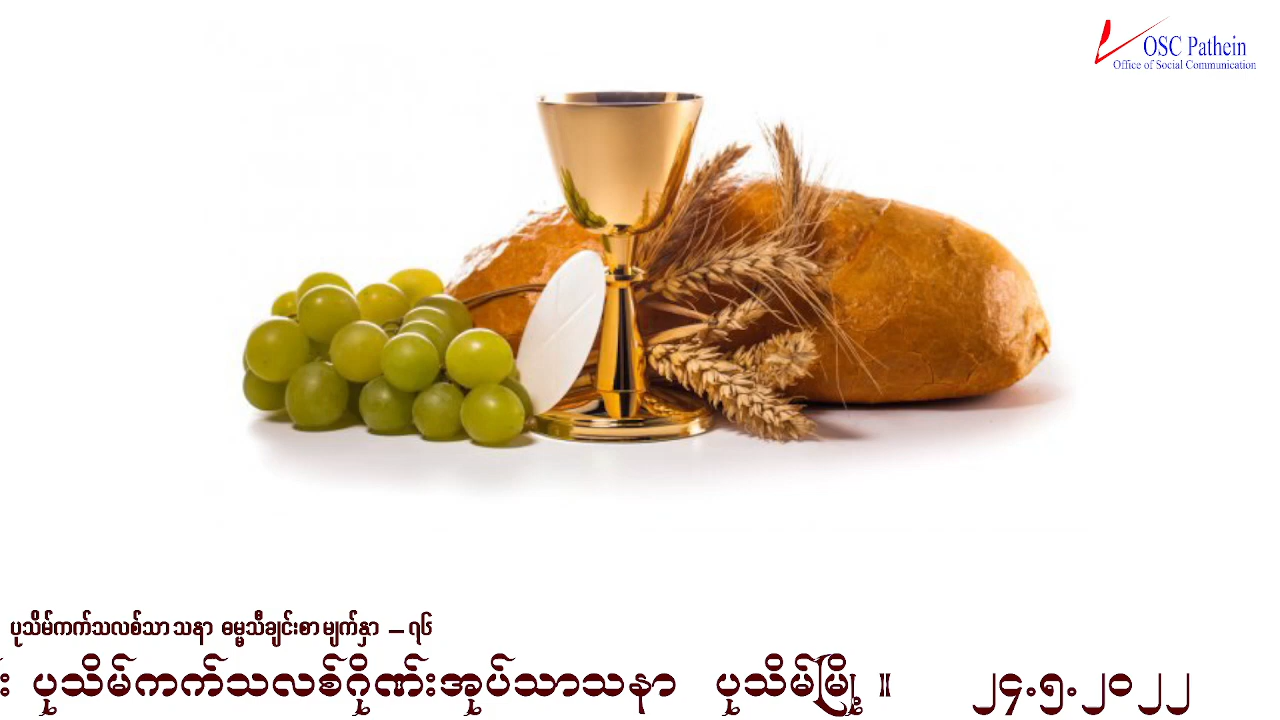 OSC Pathein
Office of Social Communication
ပုသိမ်ကက်သလစ်သာသနာ ဓမ္မသီချင်းစာမျက်နှာ – ၇၆
ပုသိမ်ကက်သလစ်ဂိုဏ်းအုပ်သာသနာ ပုသိမ်မြို့ ။ ၂၄.၅.၂၀၂၂